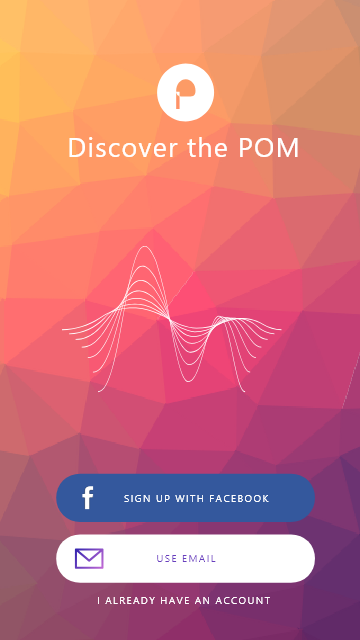 Discover the POM
SIGN UP WITH FACEBOOK
USE EMAIL
I ALREADY HAVE AN ACCOUNT